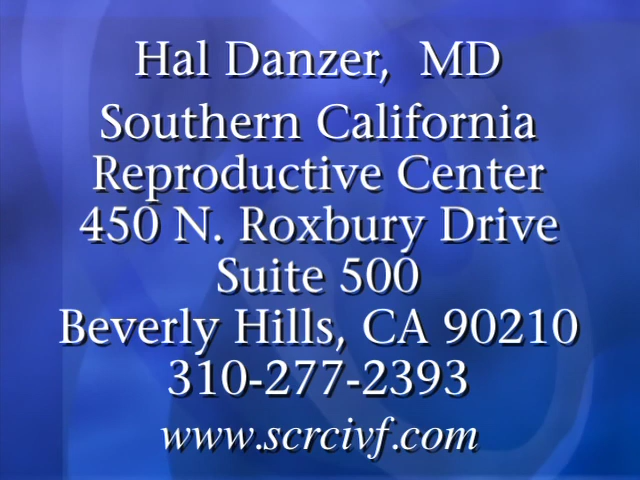 Hal Danzer, MD
Southern California
Reproductive Center
450 N. Roxbury Drive
Suite 500
Beverly Hills, CA 90210
310-277-2393
www.scrcivf.com